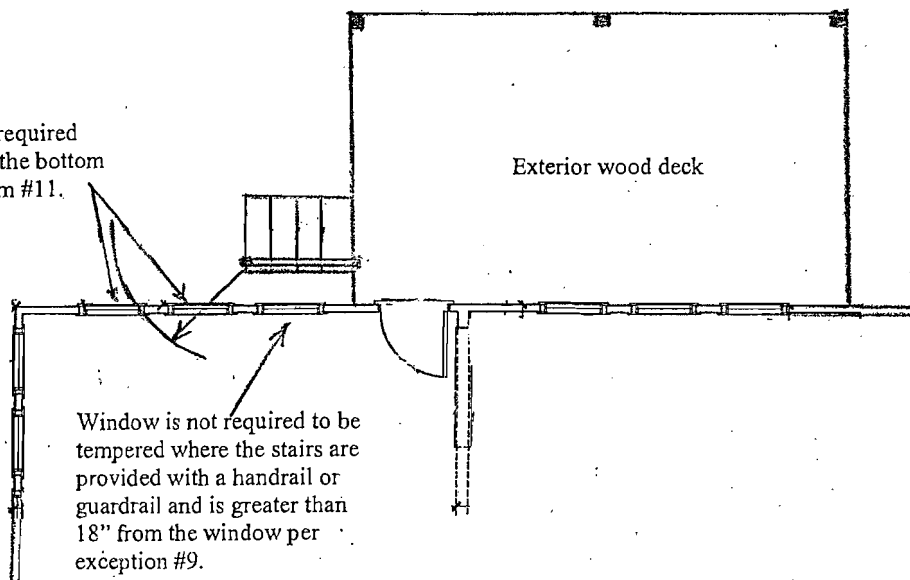 required
the bottom
#11.
Exterior wood deck
Window is not required to be
tempered where the stairs are
provided with a handrail or
guardrail and is greater than
18” from the window per
exception #9.